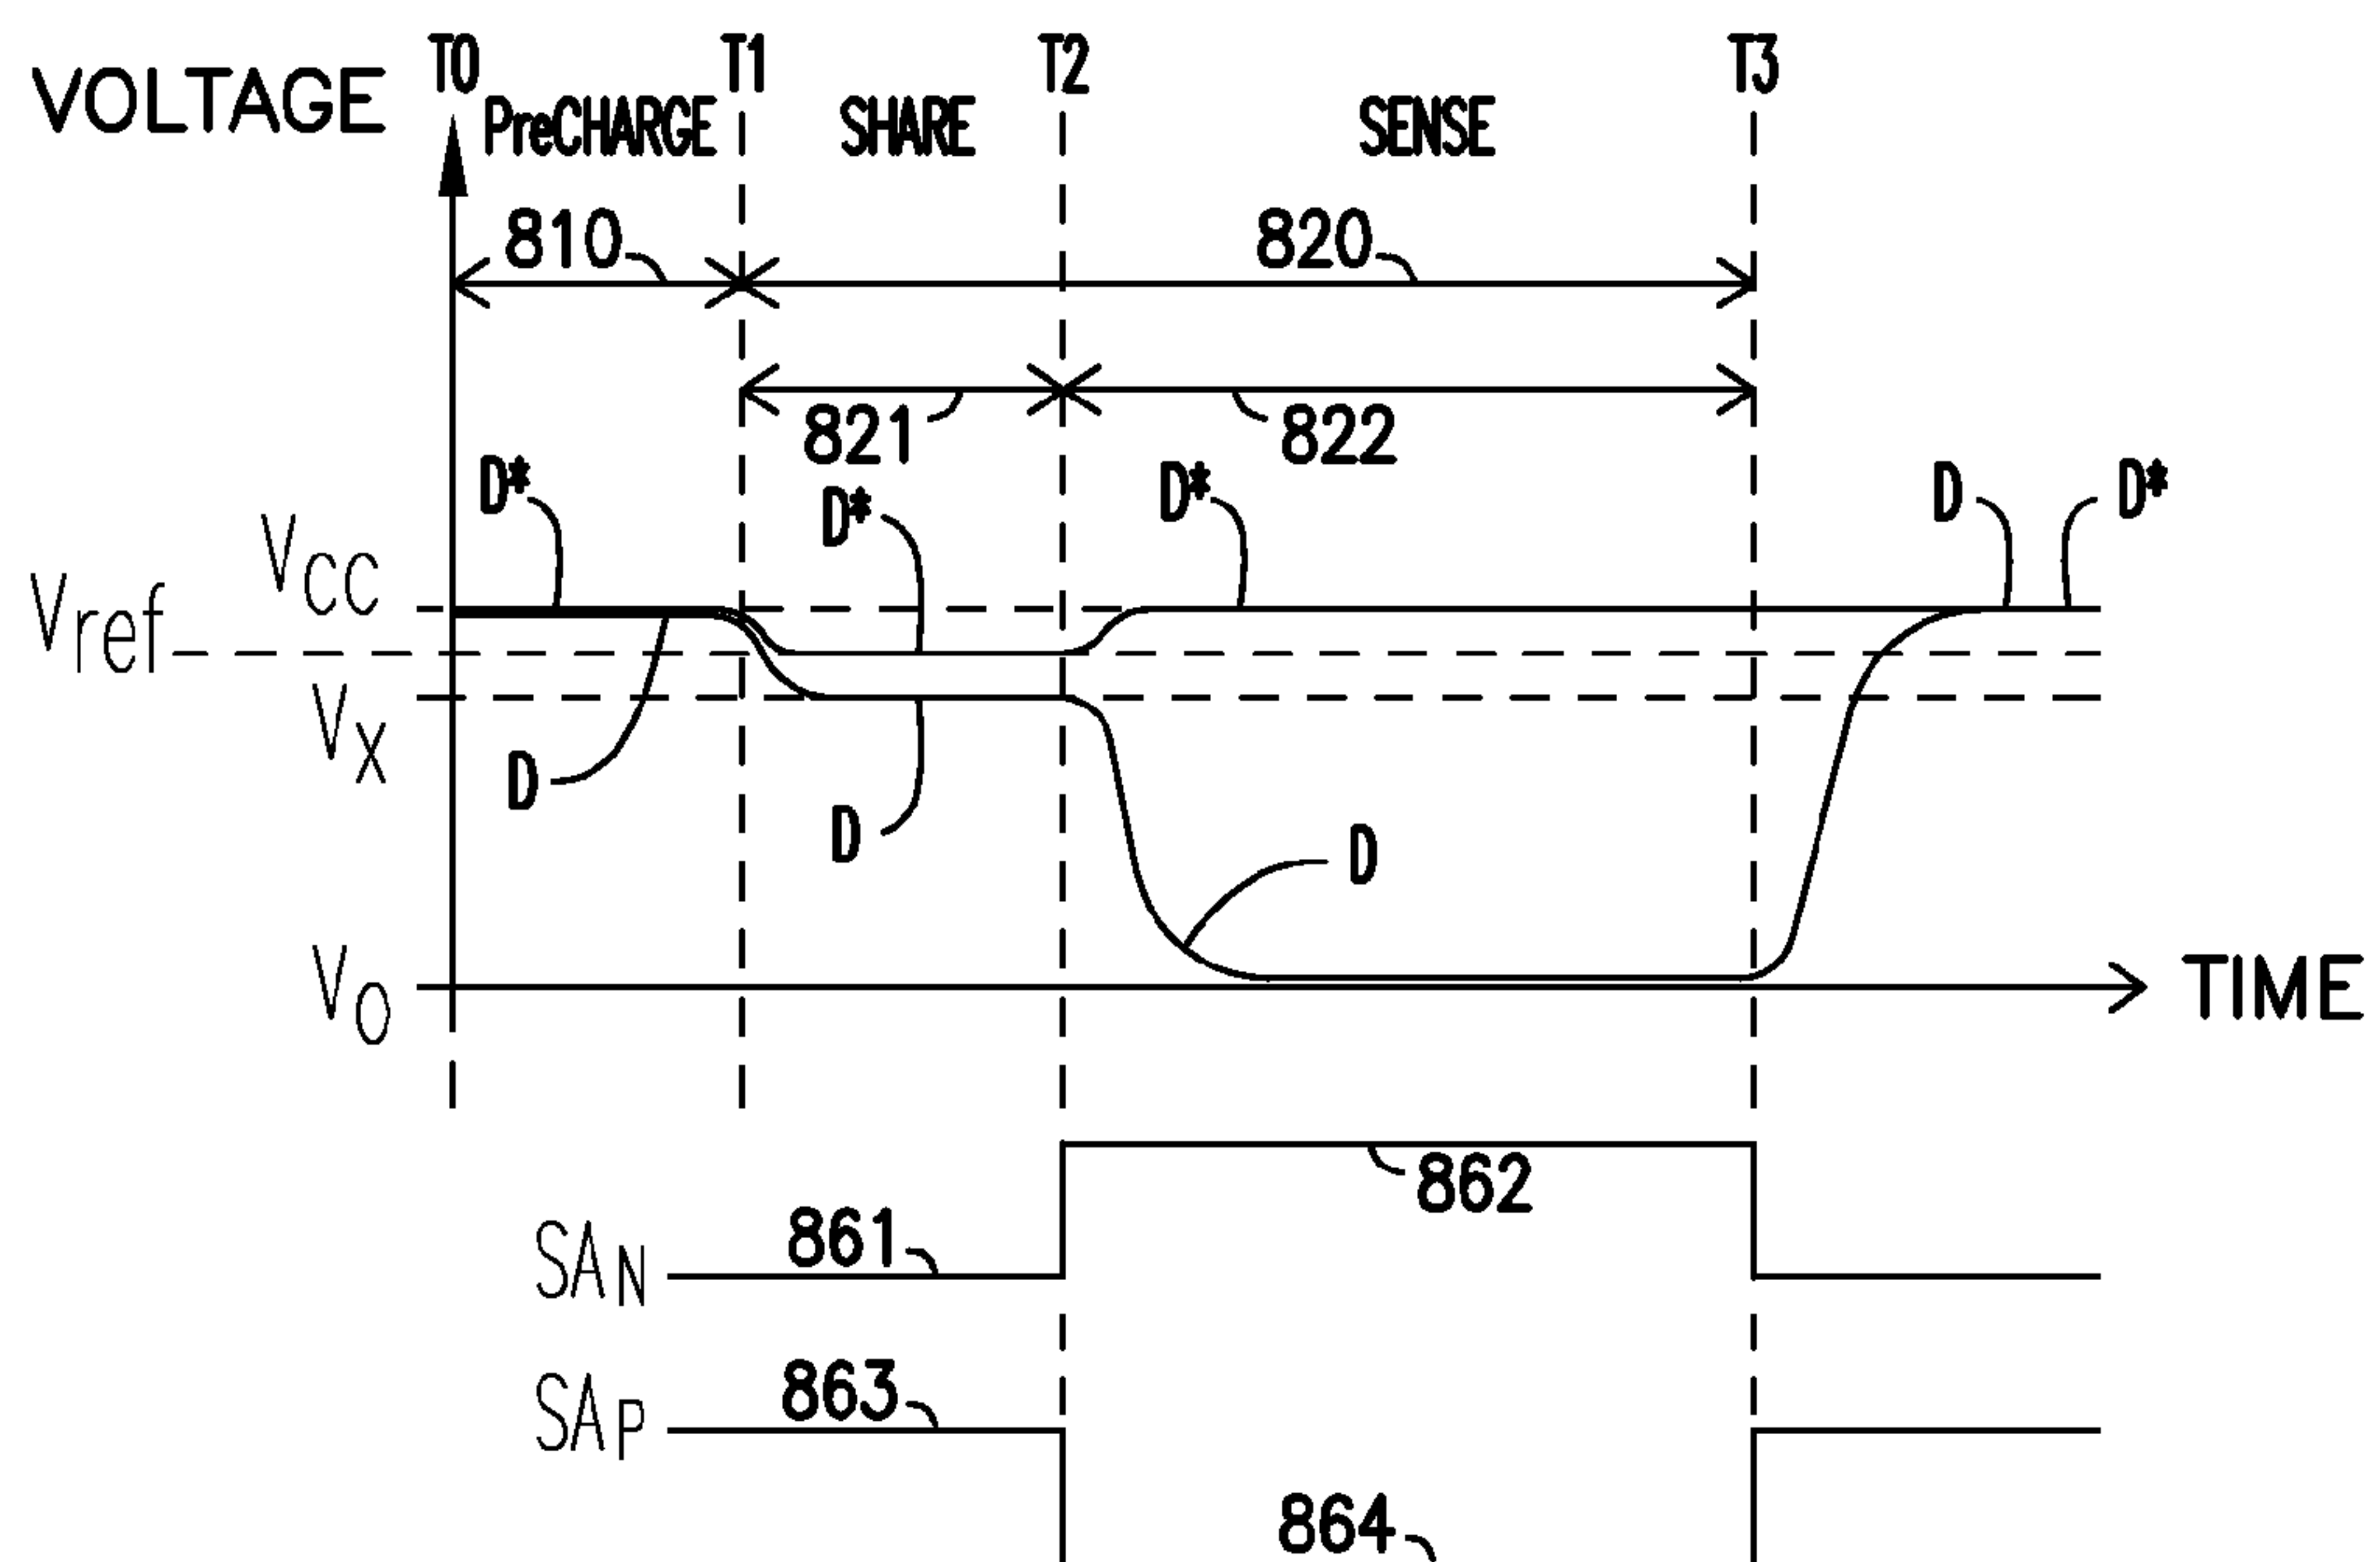 VOLTAGE
T0 T1 T2 T3
PreCHARGE SHARE SENSE
810 820
821 822
D* D* D* D D*
VCC
Vref
VX
D D D
VO
TIME
862
SAN 861
SAP 863
864